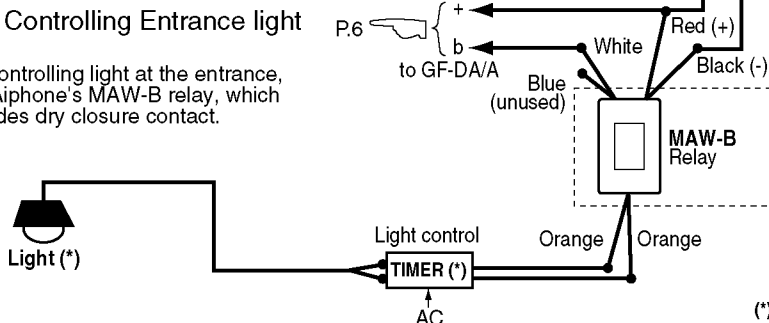 Controlling Entrance light
ontrolling light at the entrance,
Aiphone's MAW-B relay, which
des dry closure contact.
P.6
+
b
to GF-DA/A
White
Red (+)
Black (-)
Blue
(unused)
MAW-B
Relay
Orange
Orange
Light control
TIMER (*)
AC
Light (*)
(*)